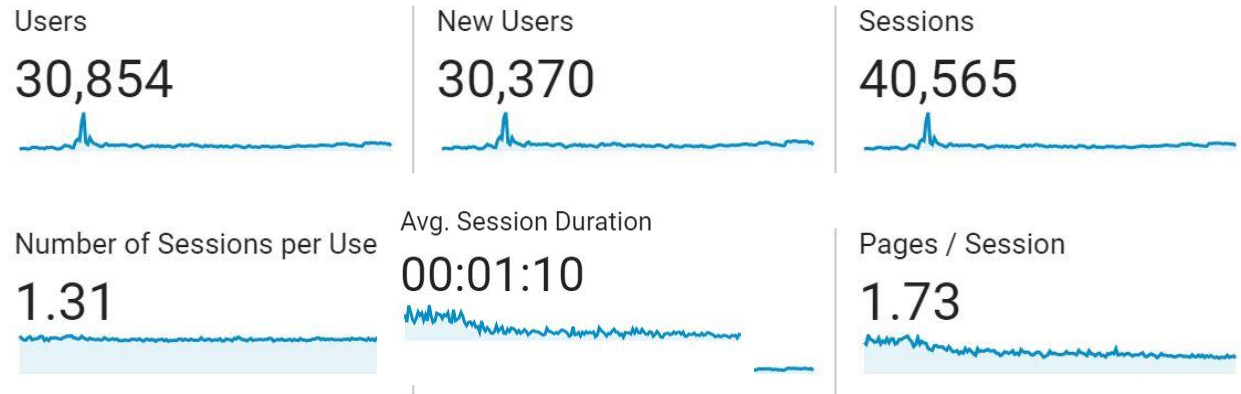 Users
30,854
New Users
30,370
Sessions
40,565
Number of Sessions per Use
1.31
Avg. Session Duration
00:01:10
Pages / Session
1.73